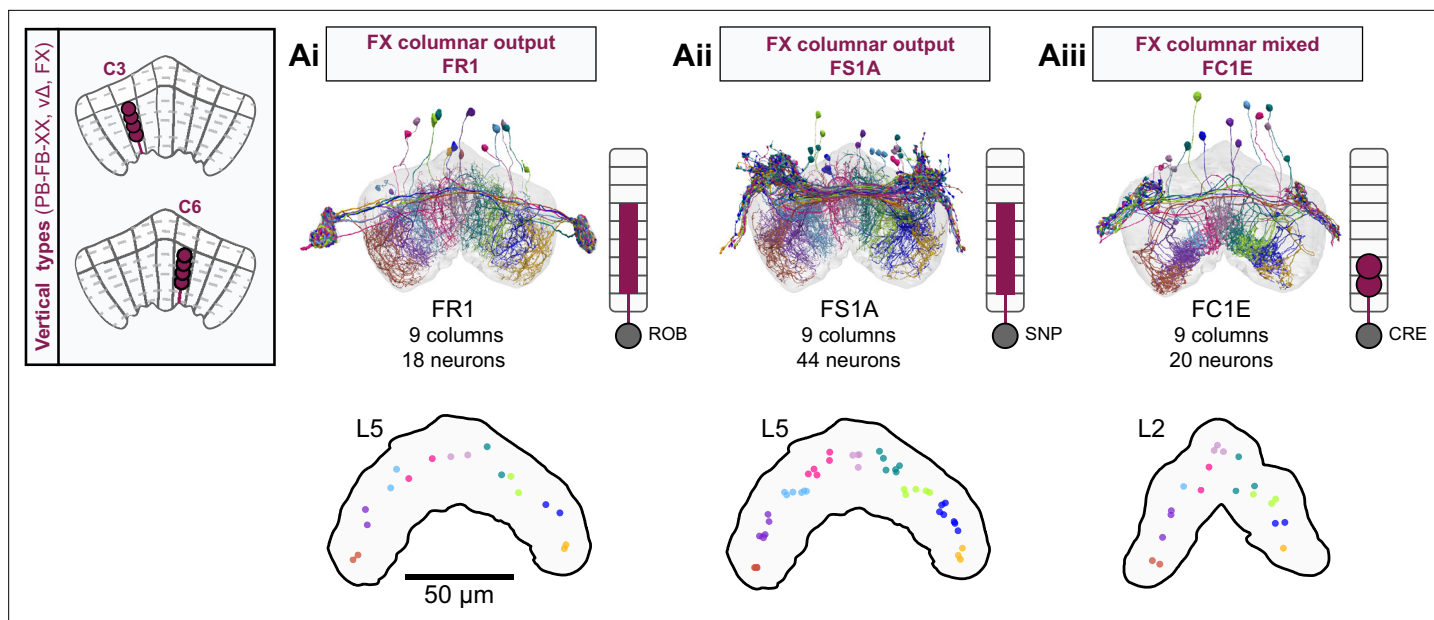 Vertical types (PB-FB-XX, vΔ, FX)
C3
C6
Ai
FX columnar output
FR1
FR1
9 columns
18 neurons
ROB
L5
50 µm
Aii
FX columnar output
FS1A
FS1A
9 columns
44 neurons
SNP
L5
Aiii
FX columnar mixed
FC1E
FC1E
9 columns
20 neurons
CRE
L2